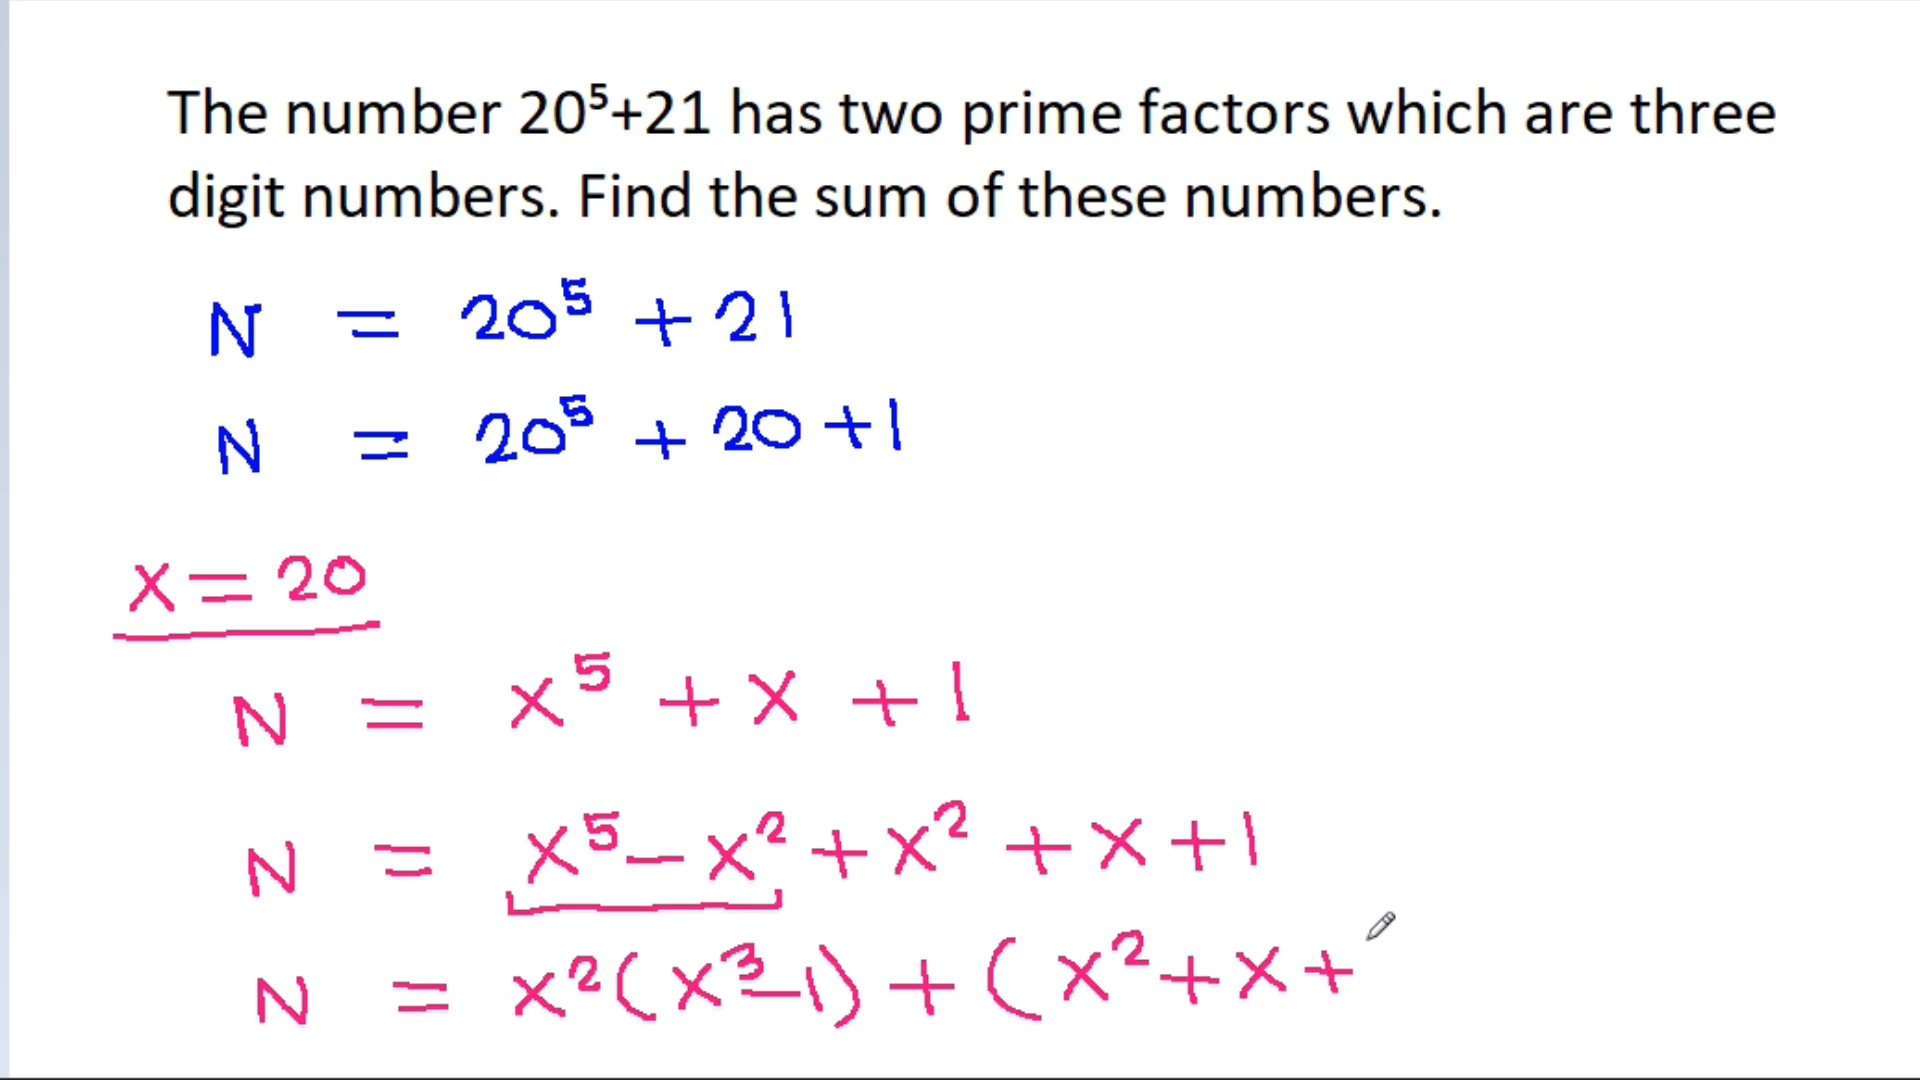 The number 20⁵+21 has two prime factors which are three
digit numbers. Find the sum of these numbers.
N = 20⁵ + 21
N = 20⁵ + 20 + 1
x = 20
N = x⁵ + x + 1
N = x⁵ - x² + x² + x + 1
N = x²(x³-1) + (x² + x +